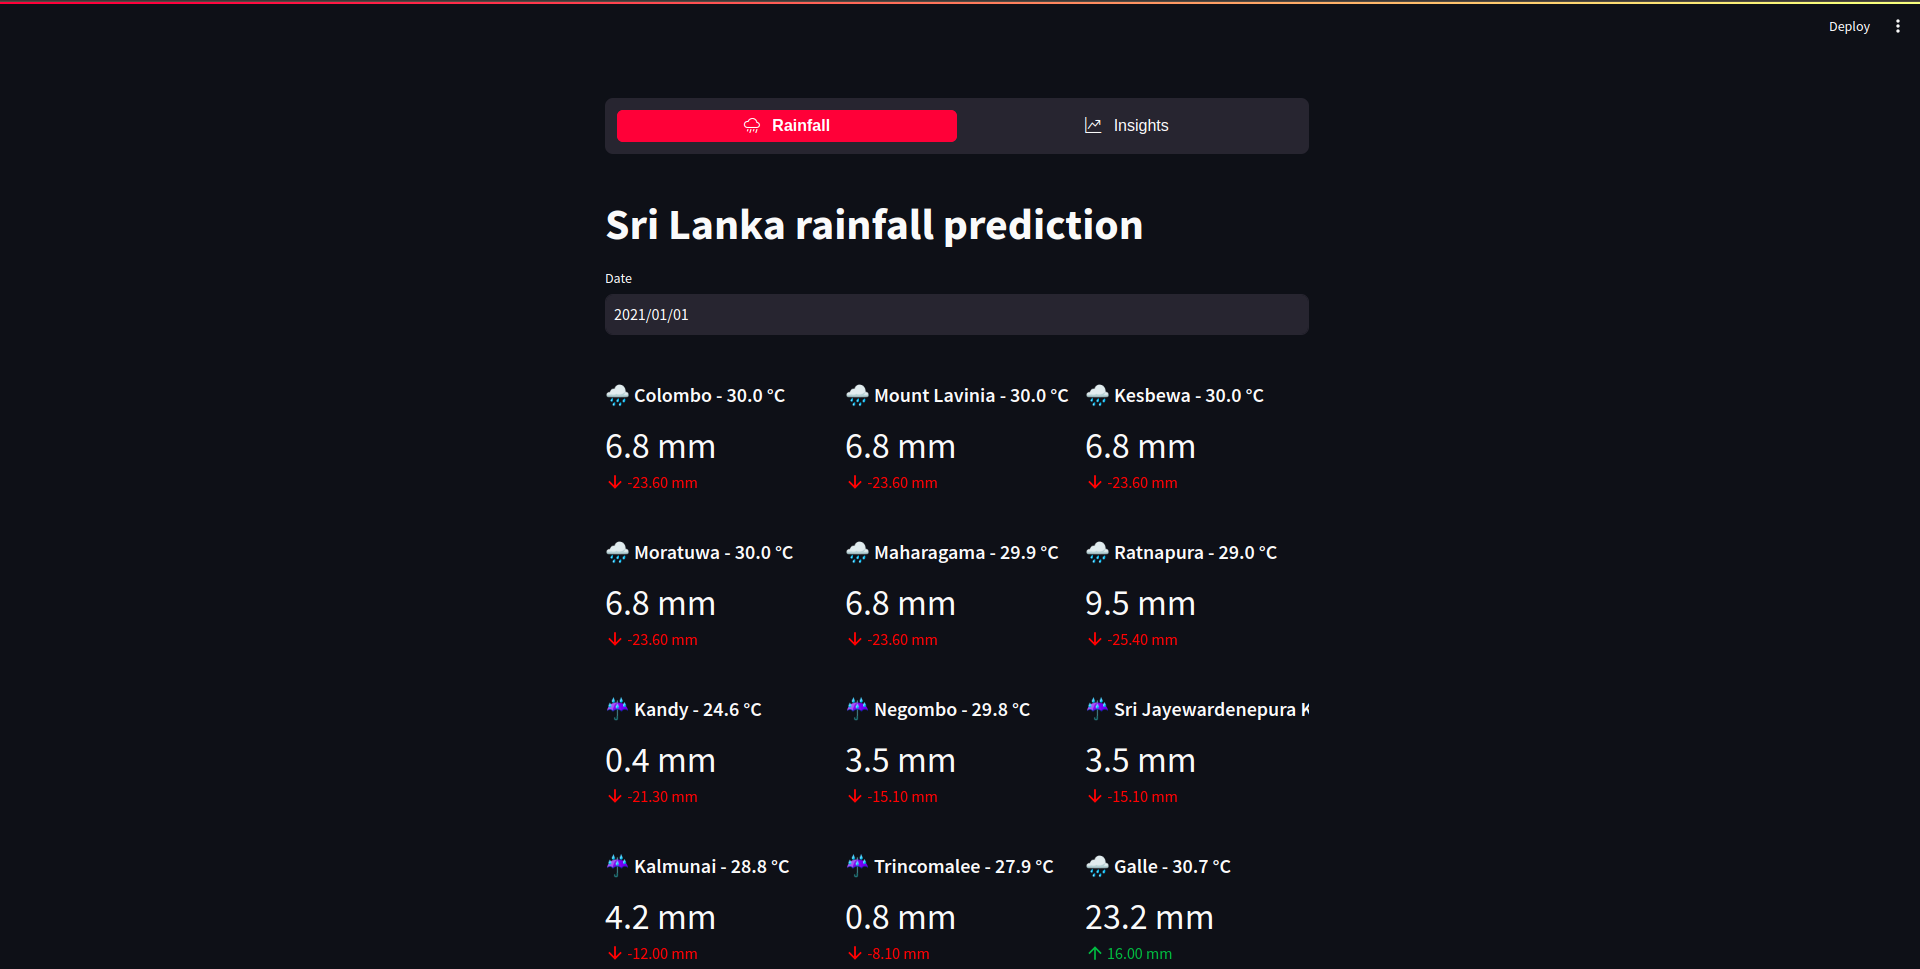 Deploy
Rainfall
Insights
Sri Lanka rainfall prediction
Date
2021/01/01
Colombo - 30.0 °C
Mount Lavinia - 30.0 °C
Kesbewa - 30.0 °C
6.8 mm
6.8 mm
6.8 mm
-23.60 mm
-23.60 mm
-23.60 mm
Moratuwa - 30.0 °C
Maharagama - 29.9 °C
Ratnapura - 29.0 °C
6.8 mm
6.8 mm
9.5 mm
-23.60 mm
-23.60 mm
-25.40 mm
Kandy - 24.6 °C
Negombo - 29.8 °C
Sri Jayewardenepura K
0.4 mm
3.5 mm
3.5 mm
-21.30 mm
-15.10 mm
-15.10 mm
Kalmunai - 28.8 °C
Trincomalee - 27.9 °C
Galle - 30.7 °C
4.2 mm
0.8 mm
23.2 mm
-12.00 mm
-8.10 mm
16.00 mm